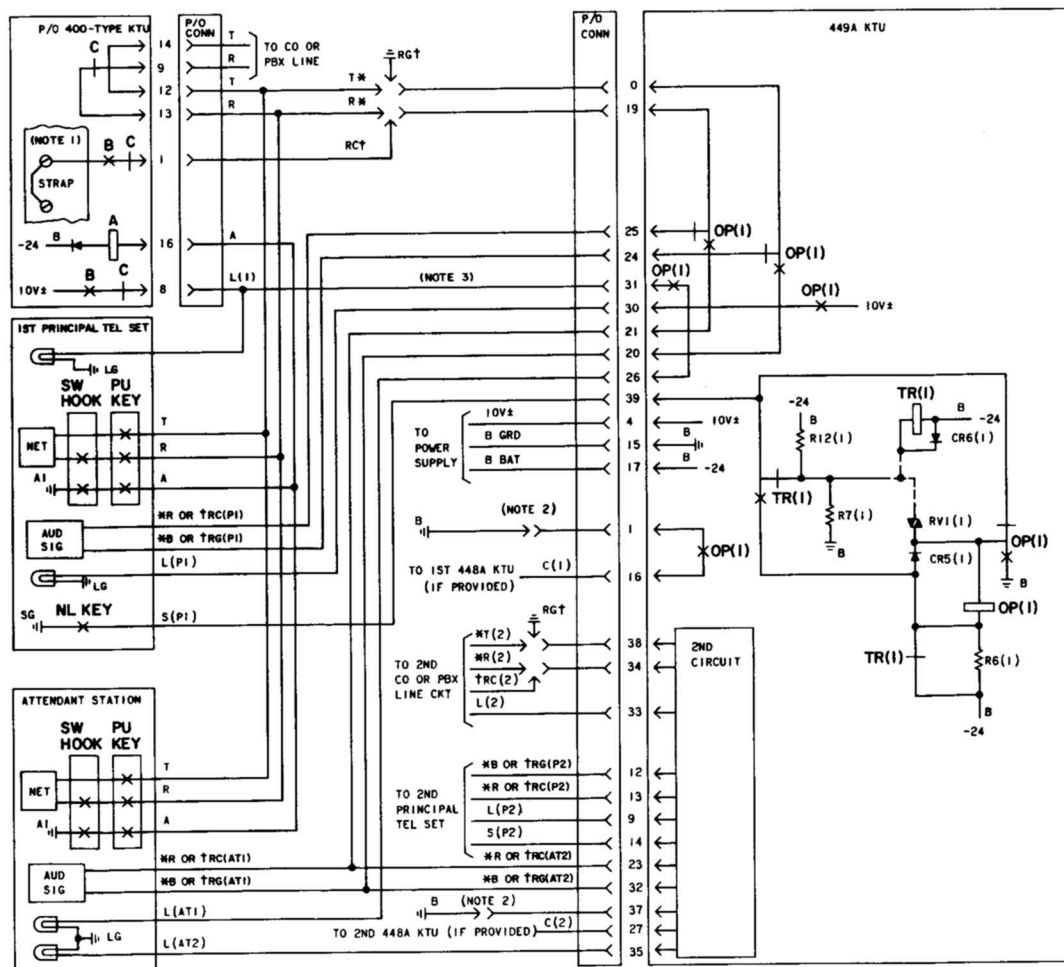 P/O 400-TYPE KTU
P/O
CONN
P/O
CONN
449A KTU
C
14
T
9
R
TO CO OR
PBX LINE
RG†
12
T
T*
0
13
R
R*
19
(NOTE 1)
B
C
1
RC†
STRAP
A
-24
B
16
A
25
OP(1)
24
OP(1)
B
C
10V±
8
L(1)
(NOTE 3)
31
OP(1)
OP(1)
30
10V±
1ST PRINCIPAL TEL SET
21
20
LG
26
SW
HOOK
PU
KEY
39
TR(1)
T
TO
POWER
SUPPLY
10V±
4
10V±
-24
B
B
-24
NET
R
B GRD
15
B
R12(1)
CR6(1)
A1
A
B BAT
17
-24
TR(1)
*R OR †RC(P1)
(NOTE 2)
R7(1)
RV1(1)
AUD
SIG
*B OR †RG(P1)
B
1
B
OP(1)
L(P1)
OP(1)
CR5(1)
LG
TO 1ST 448A KTU
(IF PROVIDED)
C(1)
16
B
NL KEY
RG†
OP(1)
SG
S(P1)
*T(2)
38
2ND
CIRCUIT
TR(1)
R6(1)
TO 2ND
CO OR PBX
LINE CKT
*R(2)
34
†RC(2)
B
ATTENDANT STATION
L(2)
33
-24
SW
HOOK
PU
KEY
T
*B OR †RG(P2)
12
NET
R
TO 2ND
PRINCIPAL
TEL SET
*R OR †RC(P2)
13
L(P2)
9
A1
A
S(P2)
14
*R OR †RC(AT1)
*R OR †RC(AT2)
23
AUD
SIG
*B OR †RG(AT1)
*B OR †RG(AT2)
32
L(AT1)
B
(NOTE 2)
37
LG
TO 2ND 448A KTU (IF PROVIDED)
C(2)
27
L(AT2)
35